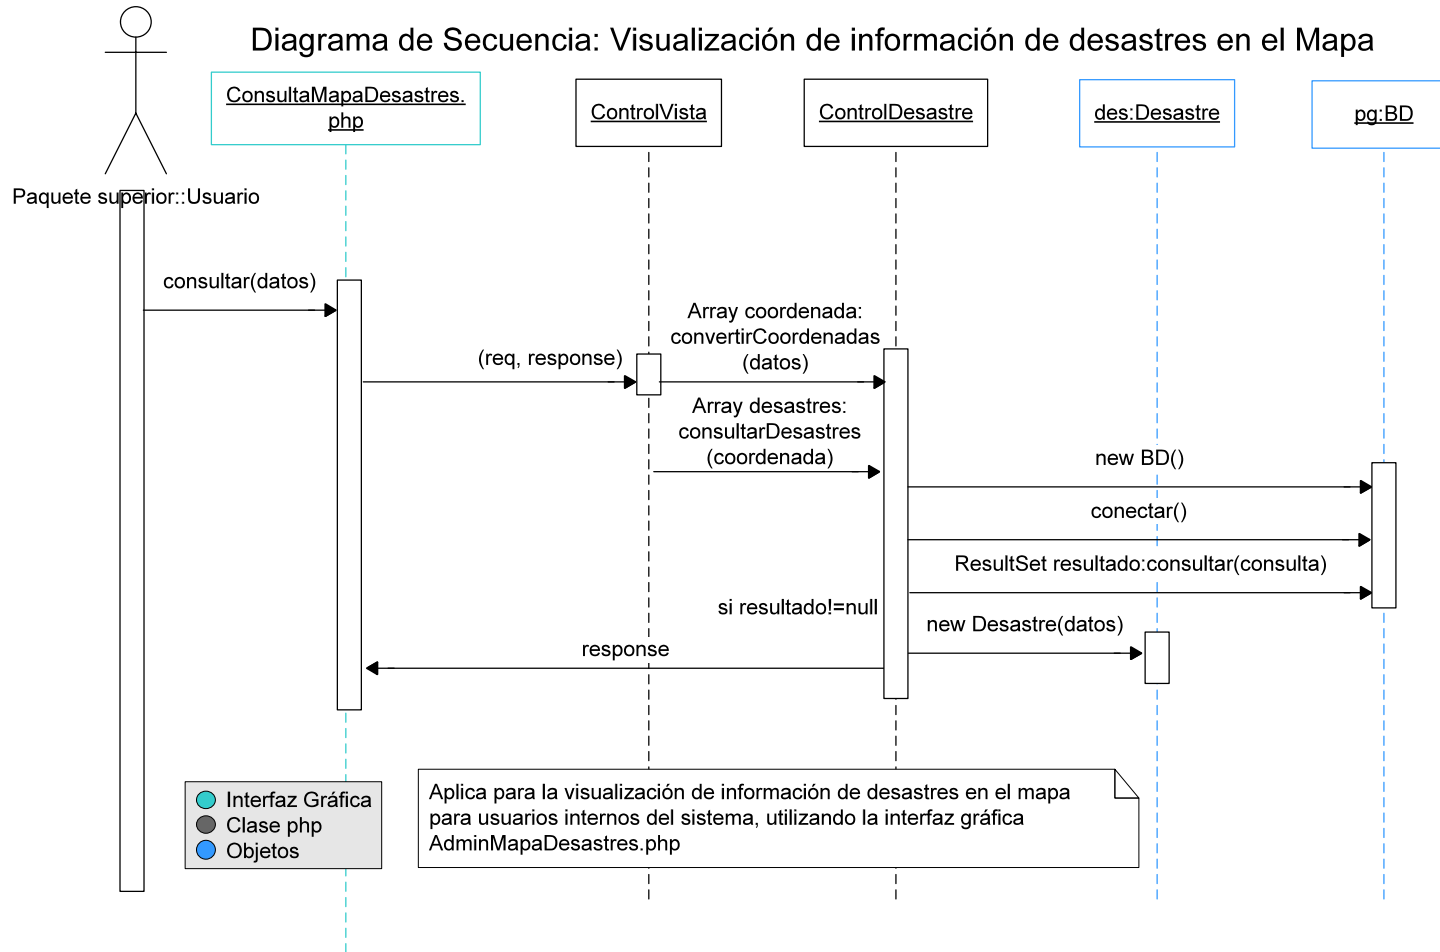 Diagrama de Secuencia: Visualización de información de desastres en el Mapa
ConsultaMapaDesastres.
php
ControlVista
ControlDesastre
des:Desastre
pg:BD
Paquete superior::Usuario
consultar(datos)
(req, response)
Array coordenada:
convertirCoordenadas
(datos)
Array desastres:
consultarDesastres
(coordenada)
new BD()
conectar()
ResultSet resultado:consultar(consulta)
si resultado!=null
new Desastre(datos)
response
Interfaz Gráfica
Clase php
Objetos
Aplica para la visualización de información de desastres en el mapa
para usuarios internos del sistema, utilizando la interfaz gráfica
AdminMapaDesastres.php